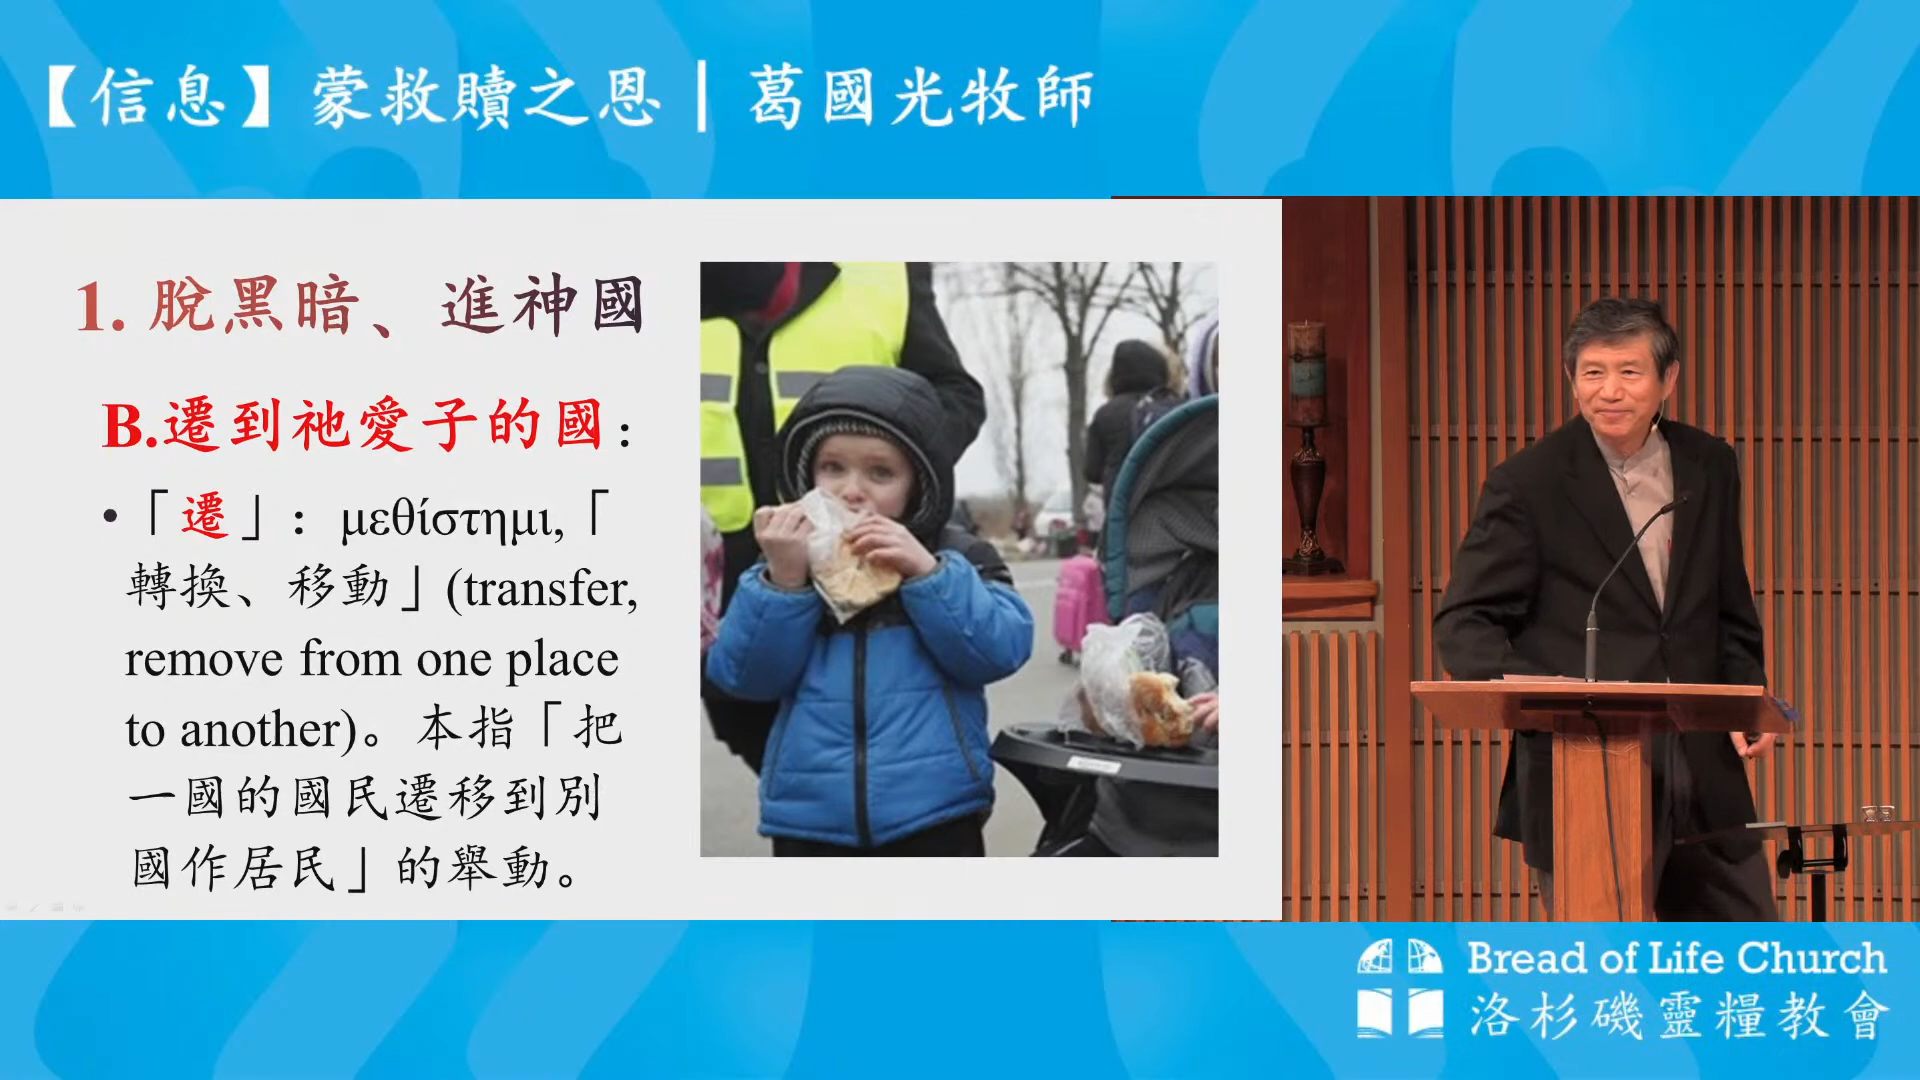 【信息】蒙救贖之恩｜葛國光牧師
1. 脫黑暗、進神國
B.遷到祂愛子的國：
•「遷」：μεθίστημι,「
轉換、移動」(transfer,
remove from one place
to another)。本指「把
一國的國民遷移到別
國作居民」的舉動。
Bread of Life Church
洛杉磯靈糧教會